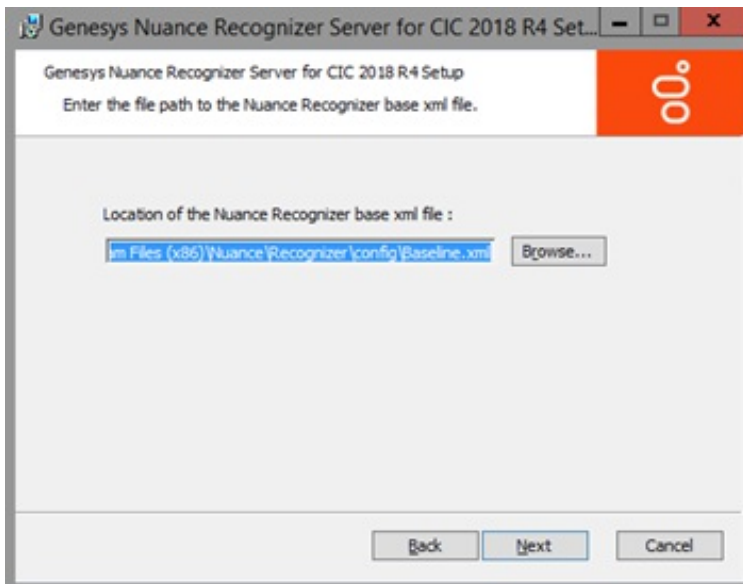 Genesys Nuance Recognizer Server for CIC 2018 R4 Set...
Genesys Nuance Recognizer Server for CIC 2018 R4 Setup
Enter the file path to the Nuance Recognizer base xml file.
Location of the Nuance Recognizer base xml file :
am Files (x86)\Nuance\Recognizer\config\Baseline.xml
Browse...
Back
Next
Cancel